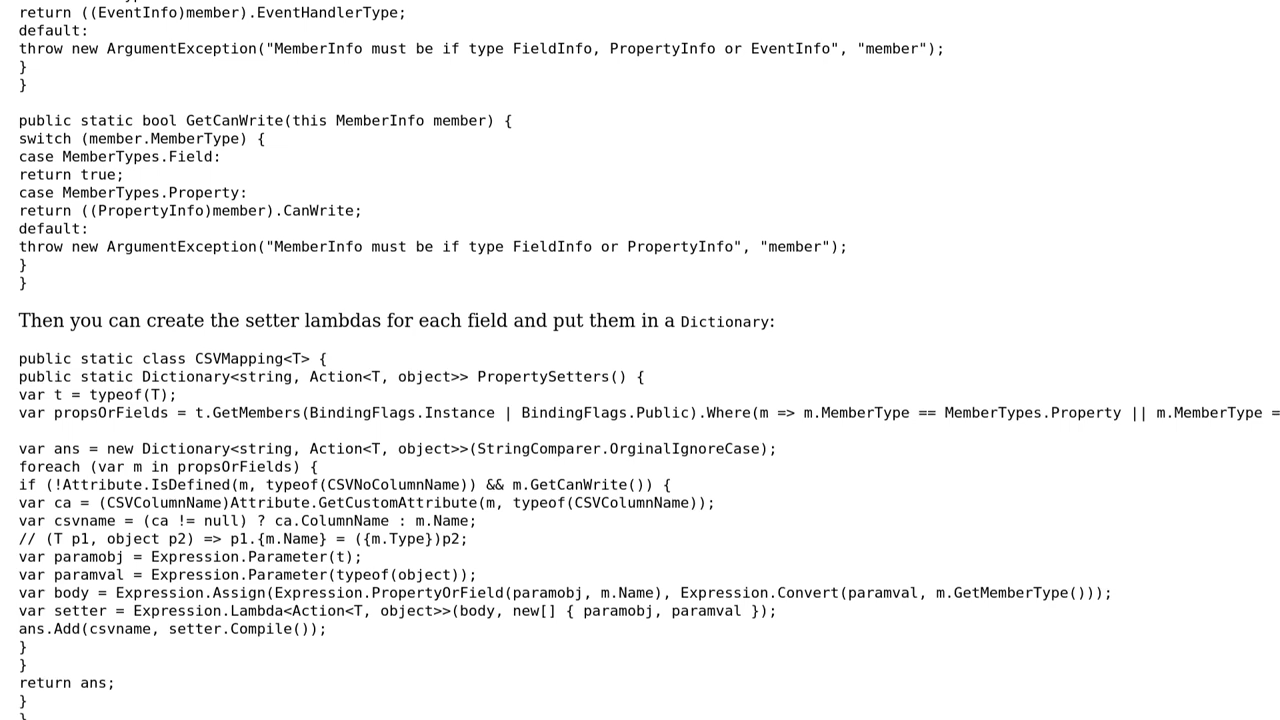 return ((EventInfo)member).EventHandlerType;
default:
throw new ArgumentException("MemberInfo must be if type FieldInfo, PropertyInfo or EventInfo", "member");
}
}
public static bool GetCanWrite(this MemberInfo member) {
switch (member.MemberType) {
case MemberTypes.Field:
return true;
case MemberTypes.Property:
return ((PropertyInfo)member).CanWrite;
default:
throw new ArgumentException("MemberInfo must be if type FieldInfo or PropertyInfo", "member");
}
}
Then you can create the setter lambdas for each field and put them in a Dictionary:
public static class CSVMapping<T> {
public static Dictionary<string, Action<T, object>> PropertySetters() {
var t = typeof(T);
var propsOrFields = t.GetMembers(BindingFlags.Instance | BindingFlags.Public).Where(m => m.MemberType == MemberTypes.Property || m.MemberType =
var ans = new Dictionary<string, Action<T, object>>(StringComparer.OrginalIgnoreCase);
foreach (var m in propsOrFields) {
if (!Attribute.IsDefined(m, typeof(CSVNoColumnName)) && m.GetCanWrite()) {
var ca = (CSVColumnName)Attribute.GetCustomAttribute(m, typeof(CSVColumnName));
var csvname = (ca != null) ? ca.ColumnName : m.Name;
// (T p1, object p2) => p1.{m.Name} = ({m.Type})p2;
var paramobj = Expression.Parameter(t);
var paramval = Expression.Parameter(typeof(object));
var body = Expression.Assign(Expression.PropertyOrField(paramobj, m.Name), Expression.Convert(paramval, m.GetMemberType()));
var setter = Expression.Lambda<Action<T, object>>(body, new[] { paramobj, paramval });
ans.Add(csvname, setter.Compile());
}
}
return ans;
}
}